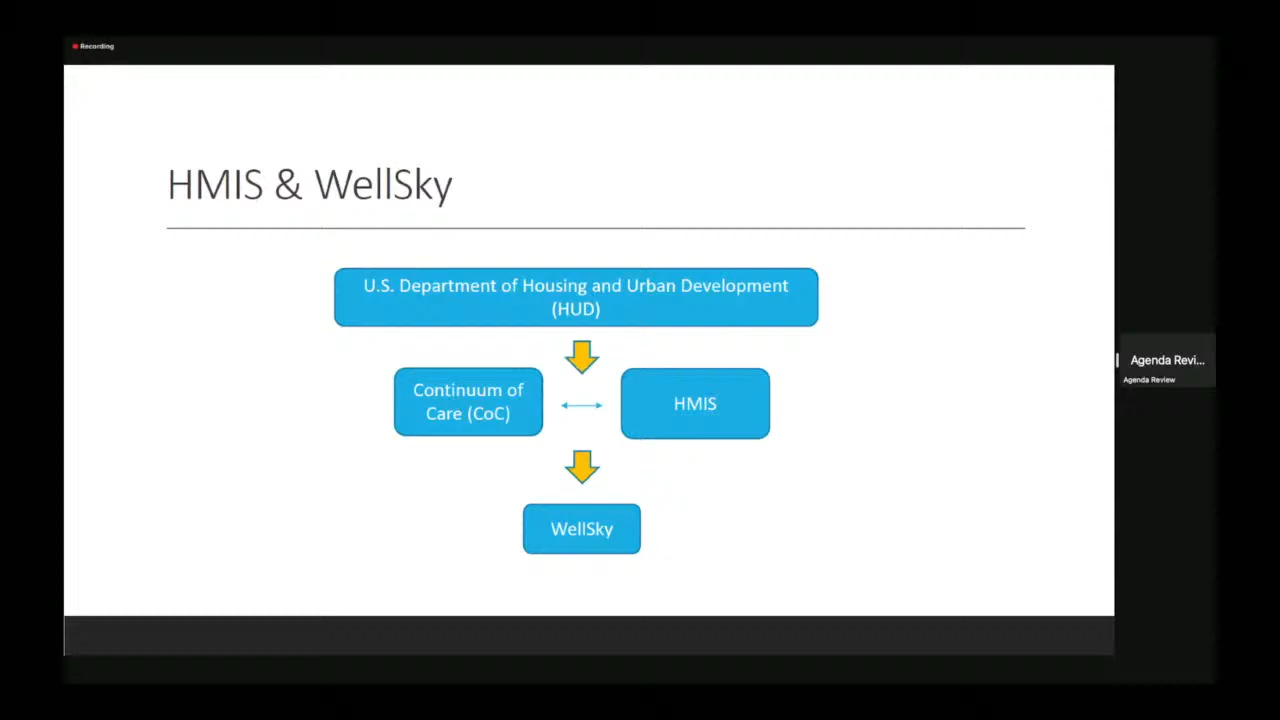 Recording
HMIS & WellSky
U.S. Department of Housing and Urban Development
(HUD)
Continuum of
Care (CoC)
HMIS
WellSky
Agenda Revi...
Agenda Review